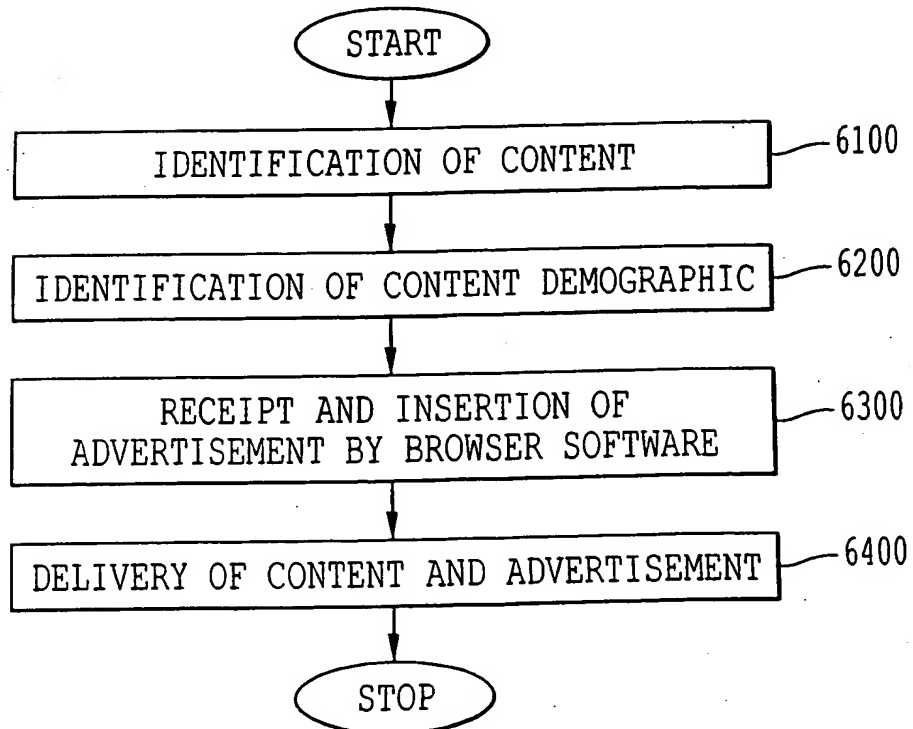 START
IDENTIFICATION OF CONTENT
6100
IDENTIFICATION OF CONTENT DEMOGRAPHIC
6200
RECEIPT AND INSERTION OF
ADVERTISEMENT BY BROWSER SOFTWARE
6300
DELIVERY OF CONTENT AND ADVERTISEMENT
6400
STOP